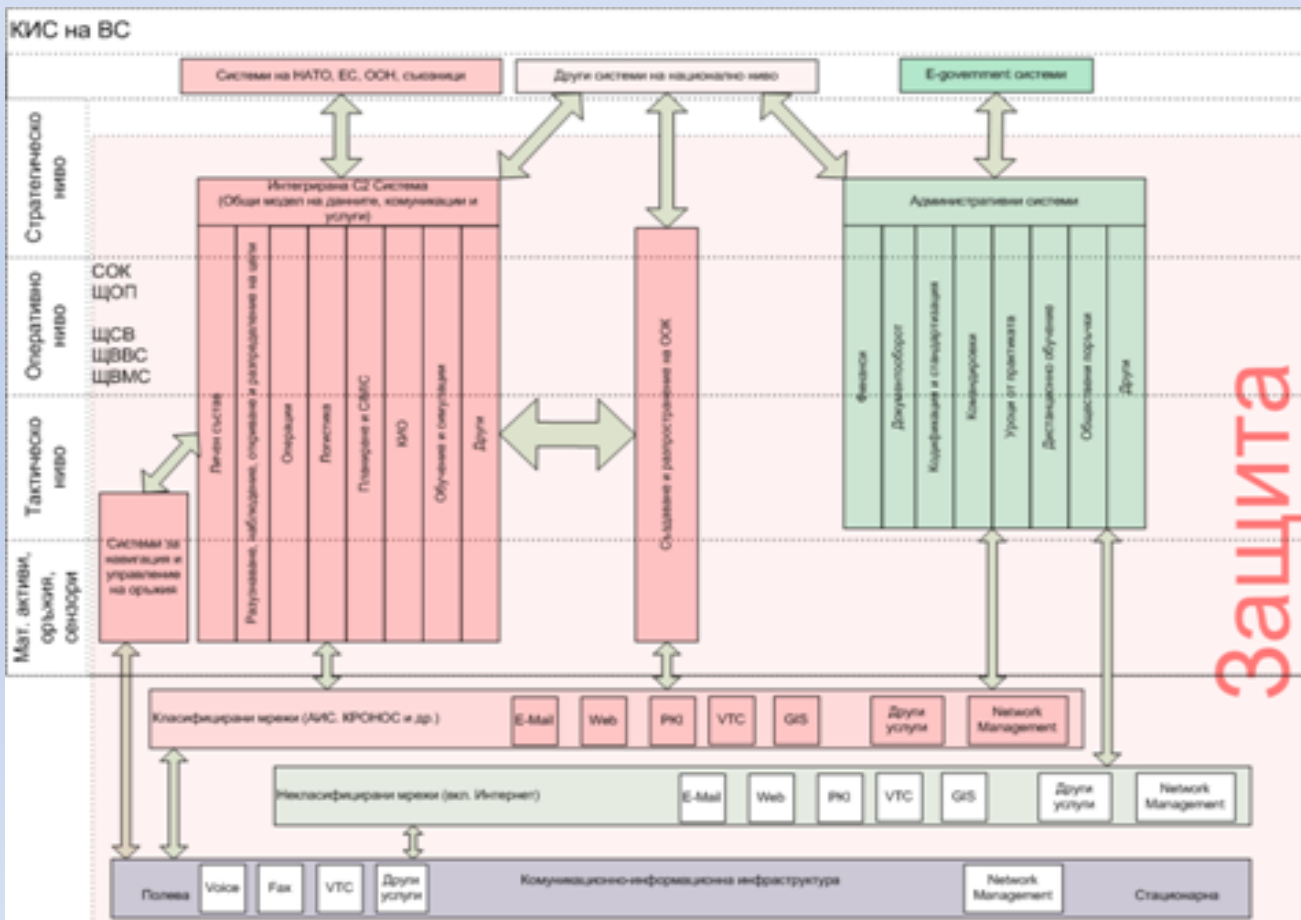 КИС на ВС
Системи на НАТО, ЕС, ООН, съюзници
Други системи на национално ниво
E-government системи
Стратегическо
ниво
Интегрирана C2 Система
(Общи модел на данните, комуникации и
услуги)
Административни системи
Оперативно
ниво
СОК
ЩОП
ЩСВ
ЩВВС
ЩВМС
Тактическо
ниво
Мат. активи,
оръжия,
сензори
Системи за
навигация и
управление
на оръжия
Личен състав
Разузнаване, наблюдение, откриване и разпределение на цели
Операции
Логистика
Планиране и
КИО
Обучение и симулации
Други
Създаване и разпространение на ООК
Финанси
Документооборот
Кодификация и стандартизация
Командировки
Уроци от практиката
Дистанционно обучение
Обществени поръчки
Други
Защита
Класифицирани мрежи (АИС, КРОНОС и др.)
E-Mail
Web
PKI
VTC
GIS
Други
услуги
Network
Management
Некласифицирани мрежи (вкл. Интернет)
E-Mail
Web
PKI
VTC
GIS
Други
услуги
Network
Management
Полева
Voice
Fax
VTC
Други
услуги
Комуникационно-информационна инфраструктура
Network
Management
Стационарна